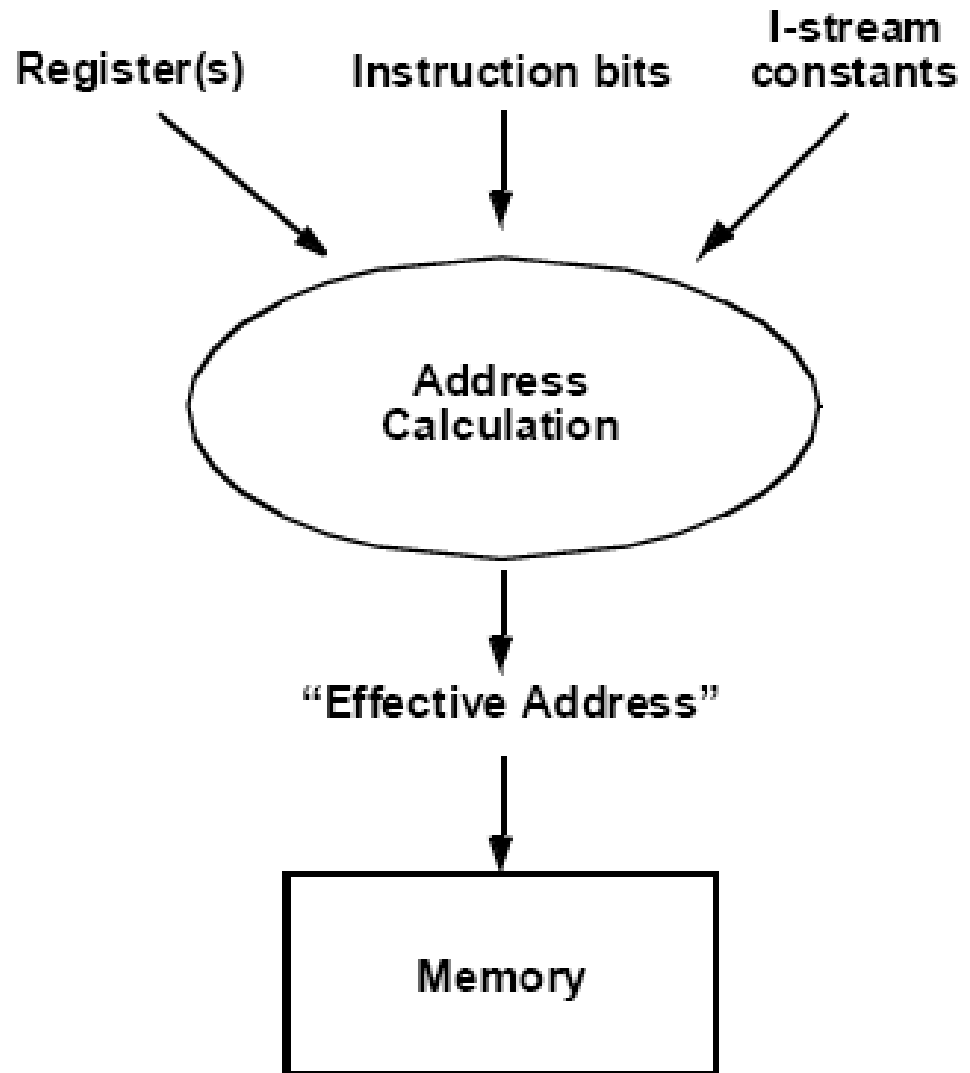 Register(s)
Instruction bits
I-stream
constants
Address
Calculation
“Effective Address”
Memory